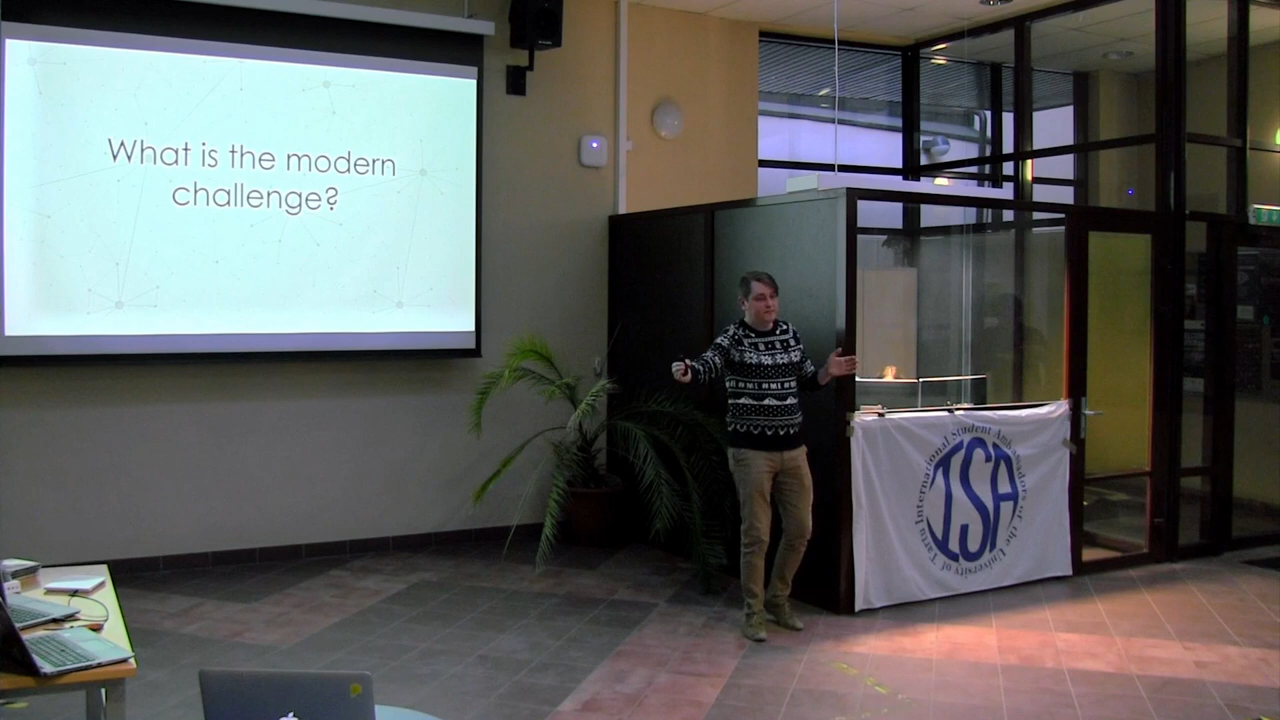 What is the modern
challenge?
International Student Ambassadors of the University of Tartu
ISA